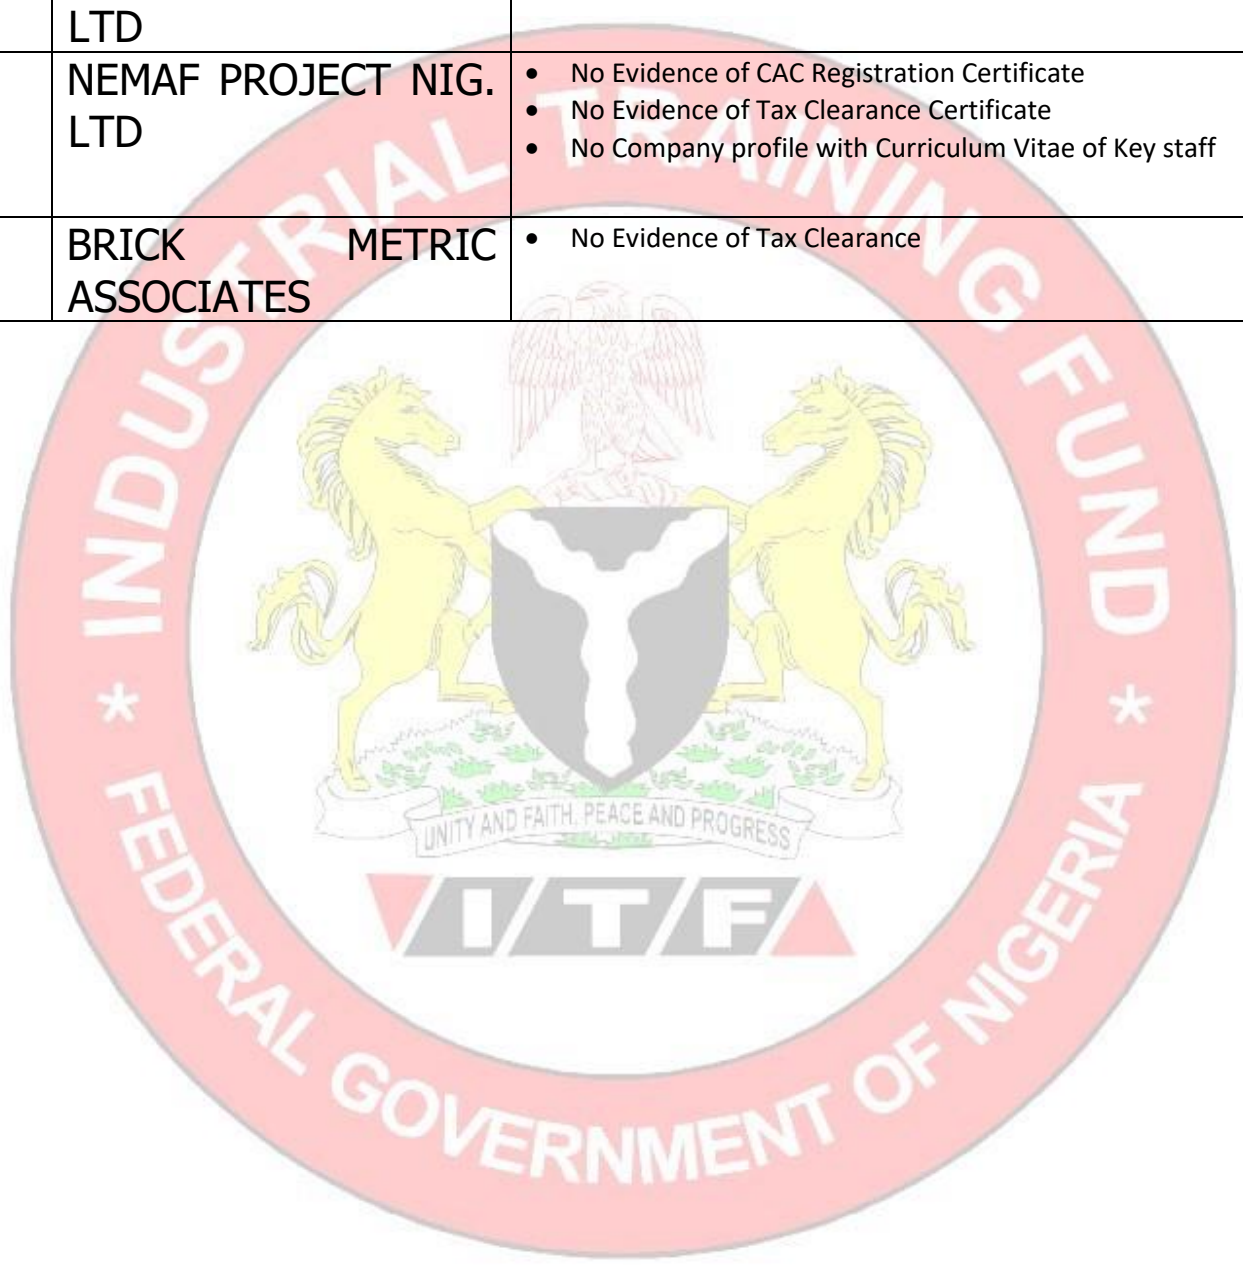 LTD
NEMAF PROJECT NIG.
LTD
• No Evidence of CAC Registration Certificate
• No Evidence of Tax Clearance Certificate
• No Company profile with Curriculum Vitae of Key staff
BRICK METRIC
ASSOCIATES
• No Evidence of Tax Clearance
INDUSTRIAL TRAINING FUND
UNITY AND FAITH, PEACE AND PROGRESS
ITF
* FEDERAL GOVERNMENT OF NIGERIA *